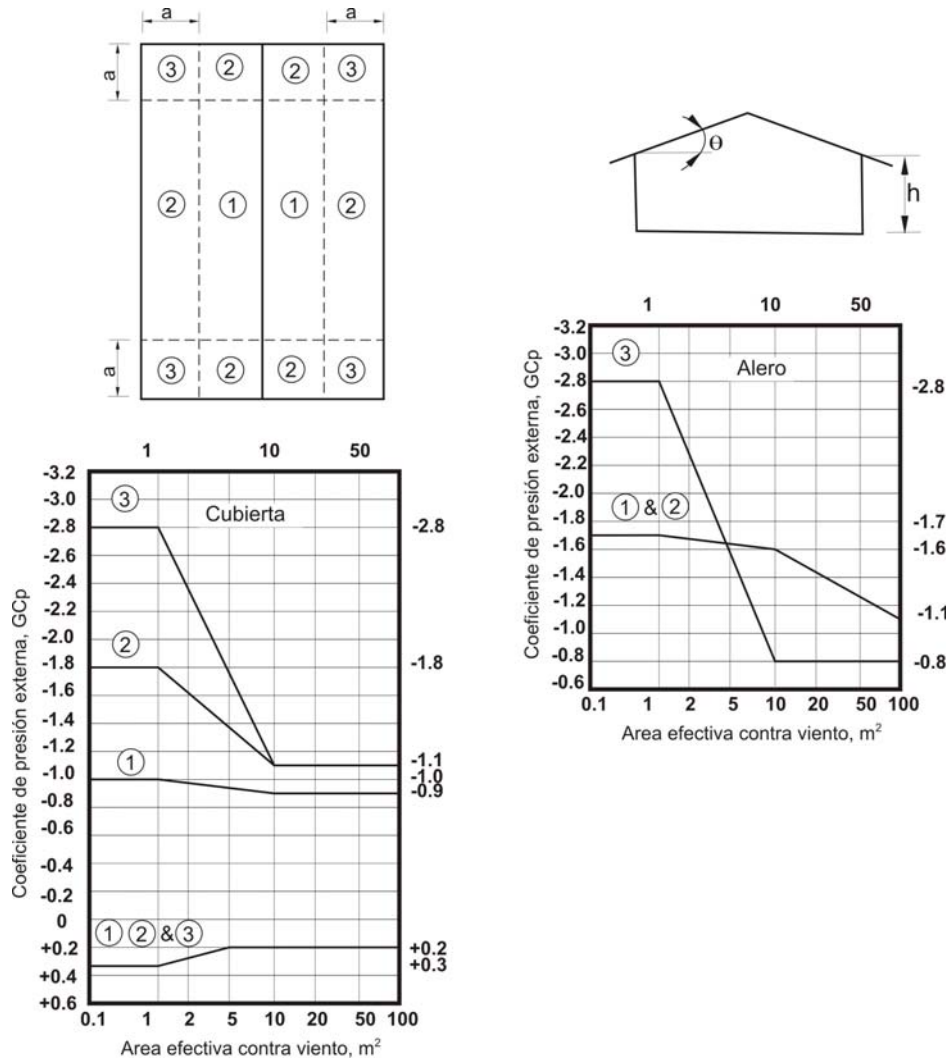 a a
a
③ ② ② ③
② ① ① ②
a
③ ② ② ③
θ
h
1 10 50
Coeficiente de presión externa, GCp
-3.2
-3.0
-2.8
-2.6
-2.4
-2.2
-2.0
-1.8
-1.6
-1.4
-1.2
-1.0
-0.8
-0.6
③
Alero
① & ②
-2.8
-1.7
-1.6
-1.1
-0.8
0.1 1 2 5 10 20 50 100
Area efectiva contra viento, m²
1 10 50
Coeficiente de presión externa, GCp
-3.2
-3.0
-2.8
-2.6
-2.4
-2.2
-2.0
-1.8
-1.6
-1.4
-1.2
-1.0
-0.8
-0.6
-0.4
-0.2
0
+0.2
+0.4
+0.6
③
Cubierta
②
①
① ② & ③
-2.8
-1.8
-1.1
-1.0
-0.9
+0.2
+0.3
0.1 1 2 5 10 20 50 100
Area efectiva contra viento, m²